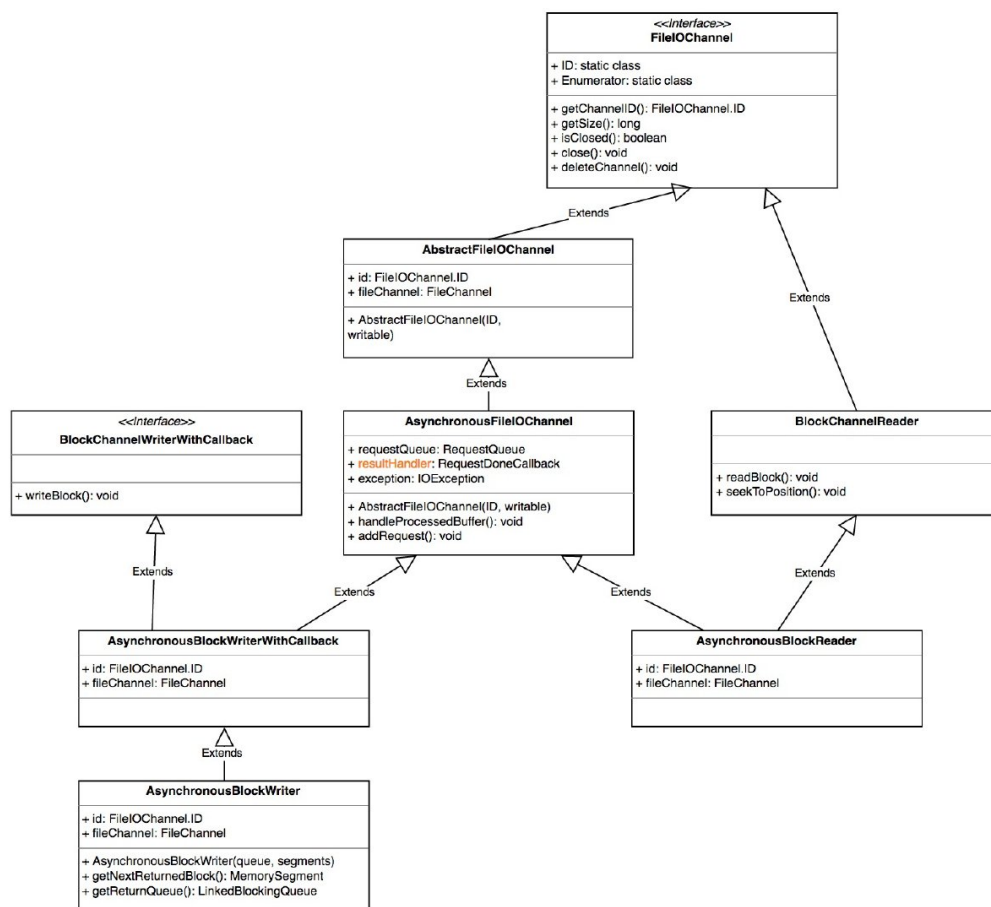 <<Interface>>
FileIOChannel
+ ID: static class
+ Enumerator: static class
+ getChannelID(): FileIOChannel.ID
+ getSize(): long
+ isClosed(): boolean
+ close(): void
+ deleteChannel(): void
Extends
AbstractFileIOChannel
+ id: FileIOChannel.ID
+ fileChannel: FileChannel
+ AbstractFileIOChannel(ID,
writable)
Extends
Extends
<<Interface>>
BlockChannelWriterWithCallback
+ writeBlock(): void
AsynchronousFileIOChannel
+ requestQueue: RequestQueue
+ resultHandler: RequestDoneCallback
+ exception: IOException
+ AbstractFileIOChannel(ID, writable)
+ handleProcessedBuffer(): void
+ addRequest(): void
BlockChannelReader
+ readBlock(): void
+ seekToPosition(): void
Extends
Extends
Extends
Extends
AsynchronousBlockWriterWithCallback
+ id: FileIOChannel.ID
+ fileChannel: FileChannel
AsynchronousBlockReader
+ id: FileIOChannel.ID
+ fileChannel: FileChannel
Extends
AsynchronousBlockWriter
+ id: FileIOChannel.ID
+ fileChannel: FileChannel
+ AsynchronousBlockWriter(queue, segments)
+ getNextReturnedBlock(): MemorySegment
+ getReturnQueue(): LinkedBlockingQueue